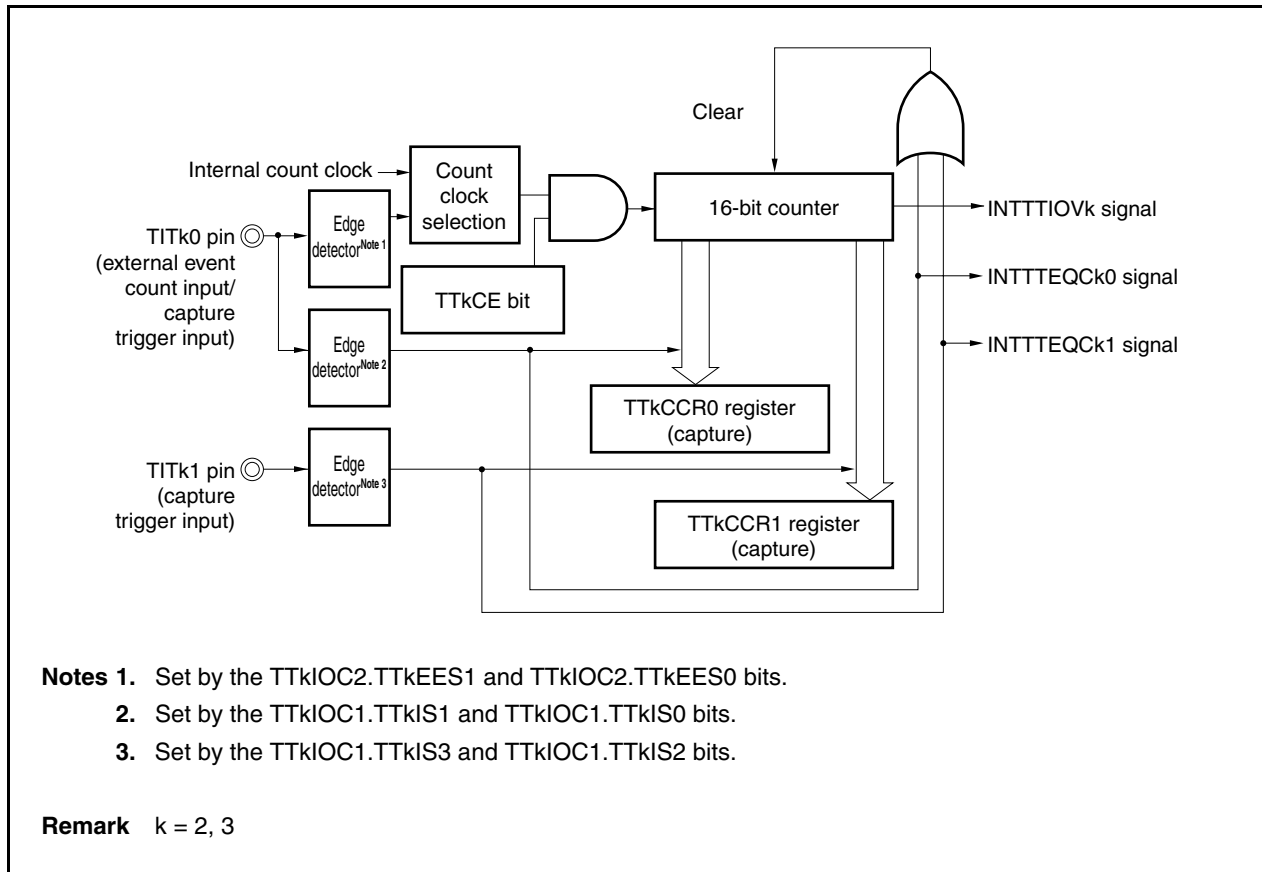 Clear
Internal count clock
Count
clock
selection
16-bit counter
INTTTIOVk signal
Edge
detectorNote 1
TITk0 pin
(external event
count input/
capture
trigger input)
TTkCE bit
INTTTEQCk0 signal
Edge
detectorNote 2
INTTTEQCk1 signal
TTkCCR0 register
(capture)
Edge
detectorNote 3
TITk1 pin
(capture
trigger input)
TTkCCR1 register
(capture)
Notes 1. Set by the TTkIOC2.TTkEES1 and TTkIOC2.TTkEES0 bits.
2. Set by the TTkIOC1.TTkIS1 and TTkIOC1.TTkIS0 bits.
3. Set by the TTkIOC1.TTkIS3 and TTkIOC1.TTkIS2 bits.
Remark k = 2, 3